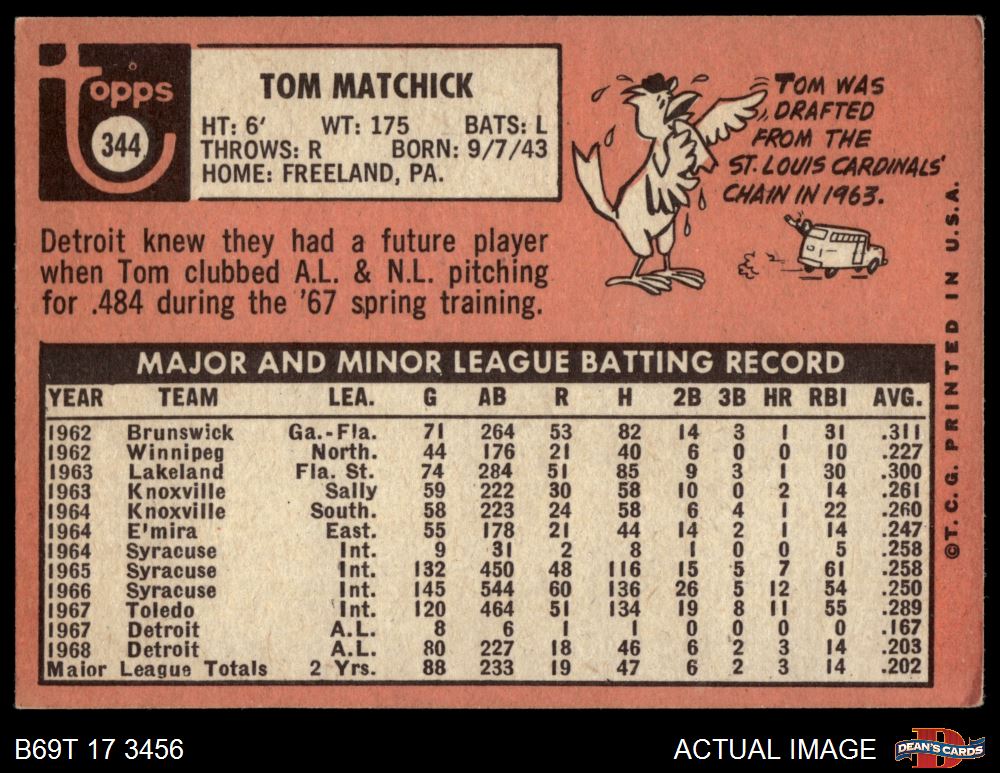 Topps
344
TOM MATCHICK
HT: 6' WT: 175 BATS: L
THROWS: R BORN: 9/7/43
HOME: FREELAND, PA.
TOM WAS
DRAFTED
FROM THE
ST. LOUIS CARDINALS'
CHAIN IN 1963.
Detroit knew they had a future player
when Tom clubbed A.L. & N.L. pitching
for .484 during the '67 spring training.
MAJOR AND MINOR LEAGUE BATTING RECORD
YEAR TEAM LEA. G AB R H 2B 3B HR RBI AVG.
1962 Brunswick Ga.-Fla. 71 264 53 82 14 3 1 31 .311
1962 Winnipeg North. 44 176 21 40 6 0 0 10 .227
1963 Lakeland Fla. St. 74 284 51 85 9 3 1 30 .300
1963 Knoxville Sally 59 222 30 58 10 0 2 14 .261
1964 Knoxville South. 58 223 24 58 6 4 1 22 .260
1964 E'mira East. 55 178 21 44 14 2 1 14 .247
1964 Syracuse Int. 9 31 2 8 1 0 0 5 .258
1965 Syracuse Int. 132 450 48 116 15 5 7 61 .258
1966 Syracuse Int. 145 544 60 136 26 5 12 54 .250
1967 Toledo Int. 120 464 51 134 19 8 11 55 .289
1967 Detroit A.L. 8 6 1 1 0 0 0 0 .167
1968 Detroit A.L. 80 227 18 46 6 2 3 14 .203
Major League Totals 2 Yrs. 88 233 19 47 6 2 3 14 .202
©T.C.G. PRINTED IN U.S.A.
B69T 17 3456
ACTUAL IMAGE
D
DEAN'S CARDS